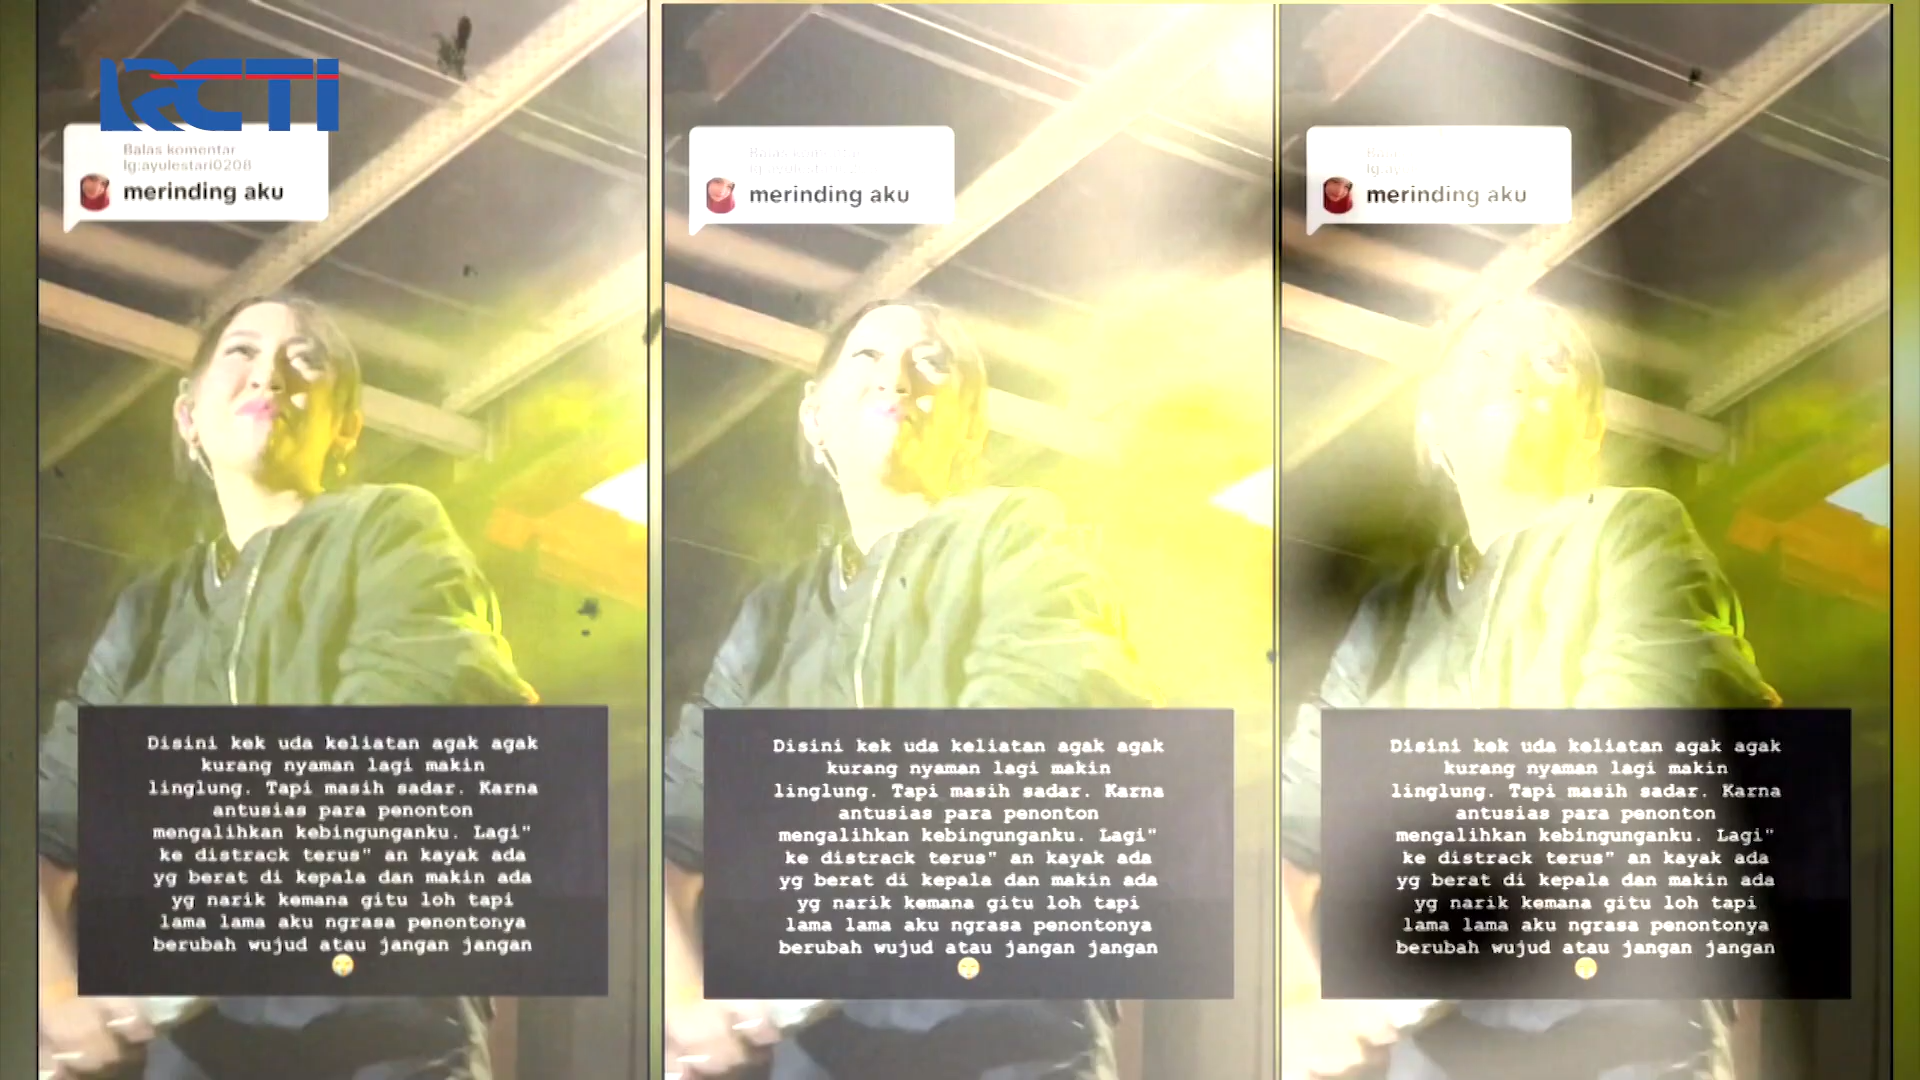 RCTI
Balas komentar
Ig:ayulestari0208
merinding aku
Disini kek uda keliatan agak agak
kurang nyaman lagi makin
linglung. Tapi masih sadar. Karna
antusias para penonton
mengalihkan kebingunganku. Lagi"
ke distrack terus" an kayak ada
yg berat di kepala dan makin ada
yg narik kemana gitu loh tapi
lama lama aku ngrasa penontonya
berubah wujud atau jangan jangan
merinding aku
Disini kek uda keliatan agak agak
kurang nyaman lagi makin
linglung. Tapi masih sadar. Karna
antusias para penonton
mengalihkan kebingunganku. Lagi"
ke distrack terus" an kayak ada
yg berat di kepala dan makin ada
yg narik kemana gitu loh tapi
lama lama aku ngrasa penontonya
berubah wujud atau jangan jangan
merinding aku
Disini kek uda keliatan agak agak
kurang nyaman lagi makin
linglung. Tapi masih sadar. Karna
antusias para penonton
mengalihkan kebingunganku. Lagi"
ke distrack terus" an kayak ada
yg berat di kepala dan makin ada
yg narik kemana gitu loh tapi
lama lama aku ngrasa penontonya
berubah wujud atau jangan jangan